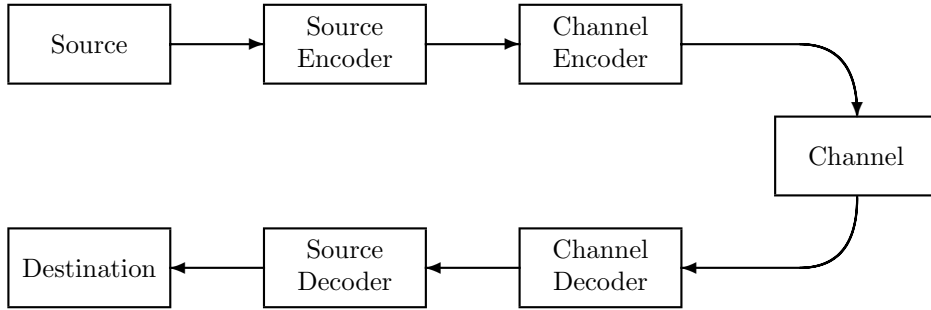 Source
Source
Encoder
Channel
Encoder
Channel
Destination
Source
Decoder
Channel
Decoder